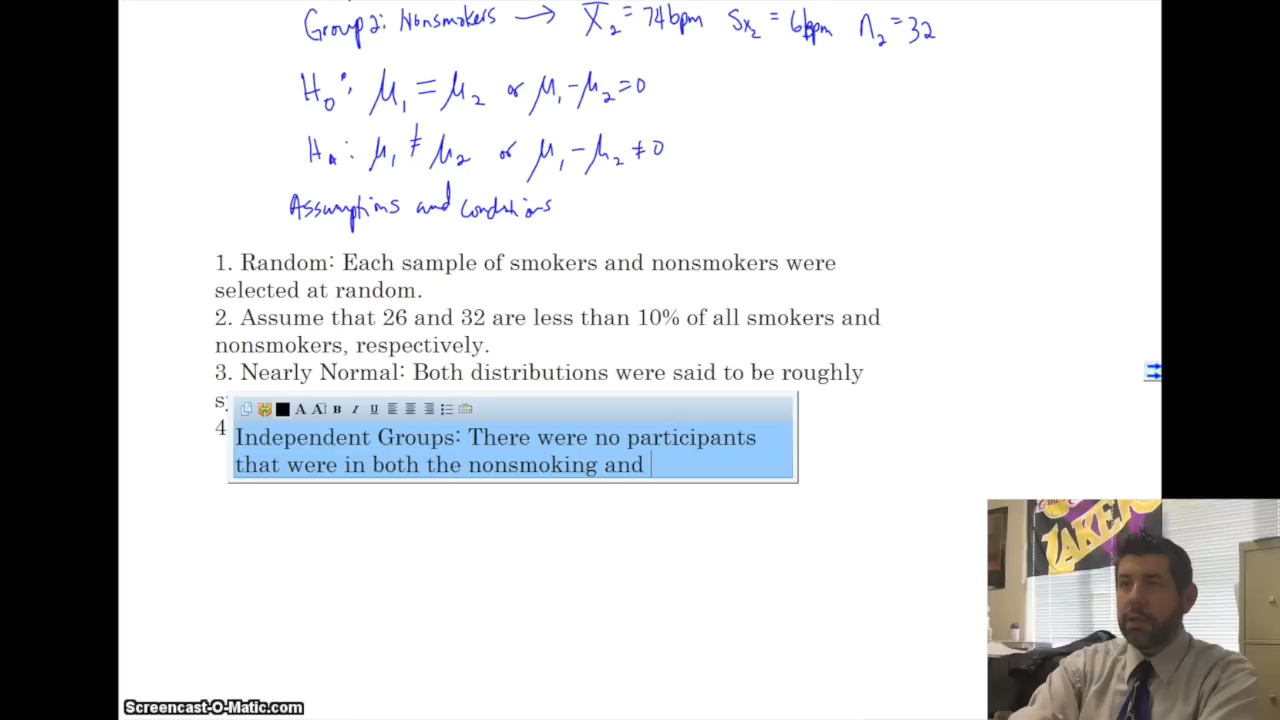 Group 2: Nonsmokers → X̅₂ = 74 bpm Sx₂ = 6 bpm n₂ = 32
H₀: μ₁ = μ₂ or μ₁ - μ₂ = 0
Hₐ: μ₁ ≠ μ₂ or μ₁ - μ₂ ≠ 0
Assumptions and conditions
1. Random: Each sample of smokers and nonsmokers were
selected at random.
2. Assume that 26 and 32 are less than 10% of all smokers and
nonsmokers, respectively.
3. Nearly Normal: Both distributions were said to be roughly
s
4
Independent Groups: There were no participants
that were in both the nonsmoking and
LAKERS
Screencast-O-Matic.com